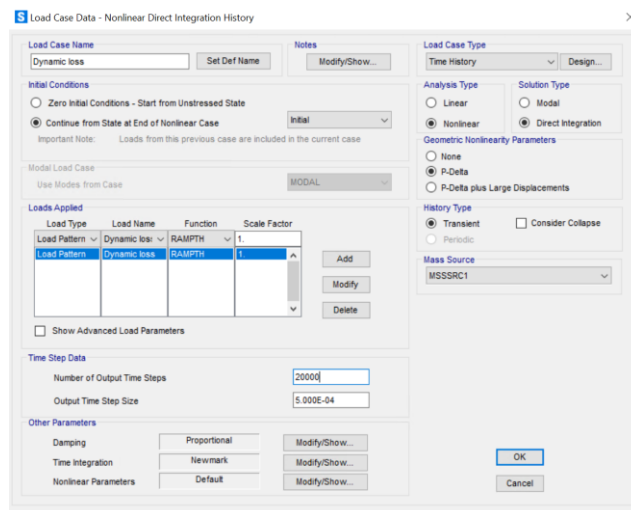 S Load Case Data - Nonlinear Direct Integration History
Load Case Name
Dynamic loss
Set Def Name
Notes
Modify/Show...
Load Case Type
Time History
Design...
Initial Conditions
Zero Initial Conditions - Start from Unstressed State
Continue from State at End of Nonlinear Case
Initial
Important Note: Loads from this previous case are included in the current case
Analysis Type
Linear
Nonlinear
Solution Type
Modal
Direct Integration
Geometric Nonlinearity Parameters
None
P-Delta
P-Delta plus Large Displacements
Modal Load Case
Use Modes from Case
MODAL
Loads Applied
Load Type Load Name Function Scale Factor
Load Pattern Dynamic loss RAMPTH 1.
Load Pattern Dynamic loss RAMPTH 1.
Add
Modify
Delete
Show Advanced Load Parameters
History Type
Transient
Consider Collapse
Periodic
Mass Source
MSSSRC1
Time Step Data
Number of Output Time Steps 20000
Output Time Step Size 5.000E-04
Other Parameters
Damping Proportional Modify/Show...
Time Integration Newmark Modify/Show...
Nonlinear Parameters Default Modify/Show...
OK
Cancel